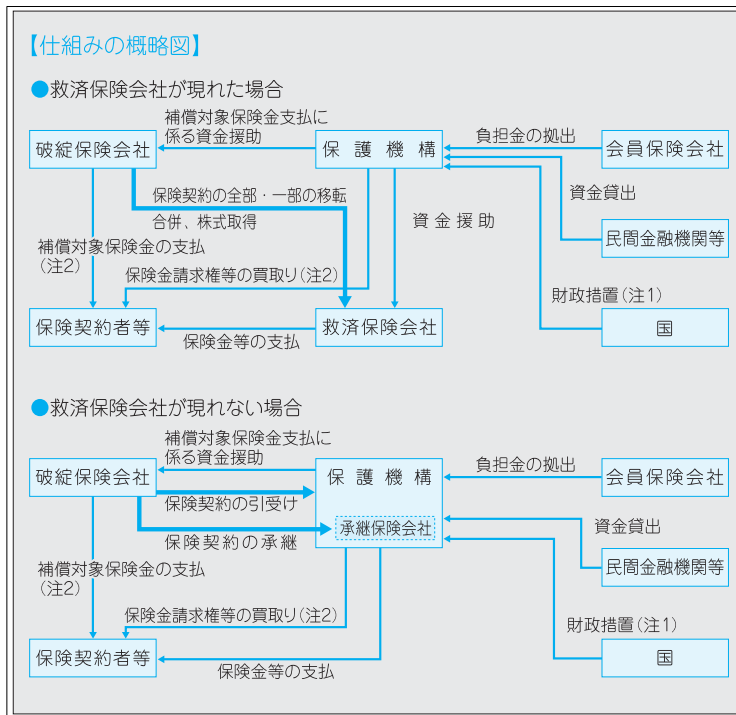 【仕組みの概略図】
●救済保険会社が現れた場合
補償対象保険金支払に
係る資金援助
負担金の拠出
破綻保険会社
保護機構
会員保険会社
保険契約の全部・一部の移転
合併、株式取得
資金援助
資金貸出
民間金融機関等
補償対象保険金の支払
(注2)
保険金請求権等の買取り(注2)
財政措置(注1)
保険契約者等
救済保険会社
国
保険金等の支払
●救済保険会社が現れない場合
補償対象保険金支払に
係る資金援助
負担金の拠出
破綻保険会社
保護機構
会員保険会社
保険契約の引受け
承継保険会社
資金貸出
保険契約の承継
民間金融機関等
補償対象保険金の支払
(注2)
保険金請求権等の買取り(注2)
財政措置(注1)
保険契約者等
国
保険金等の支払